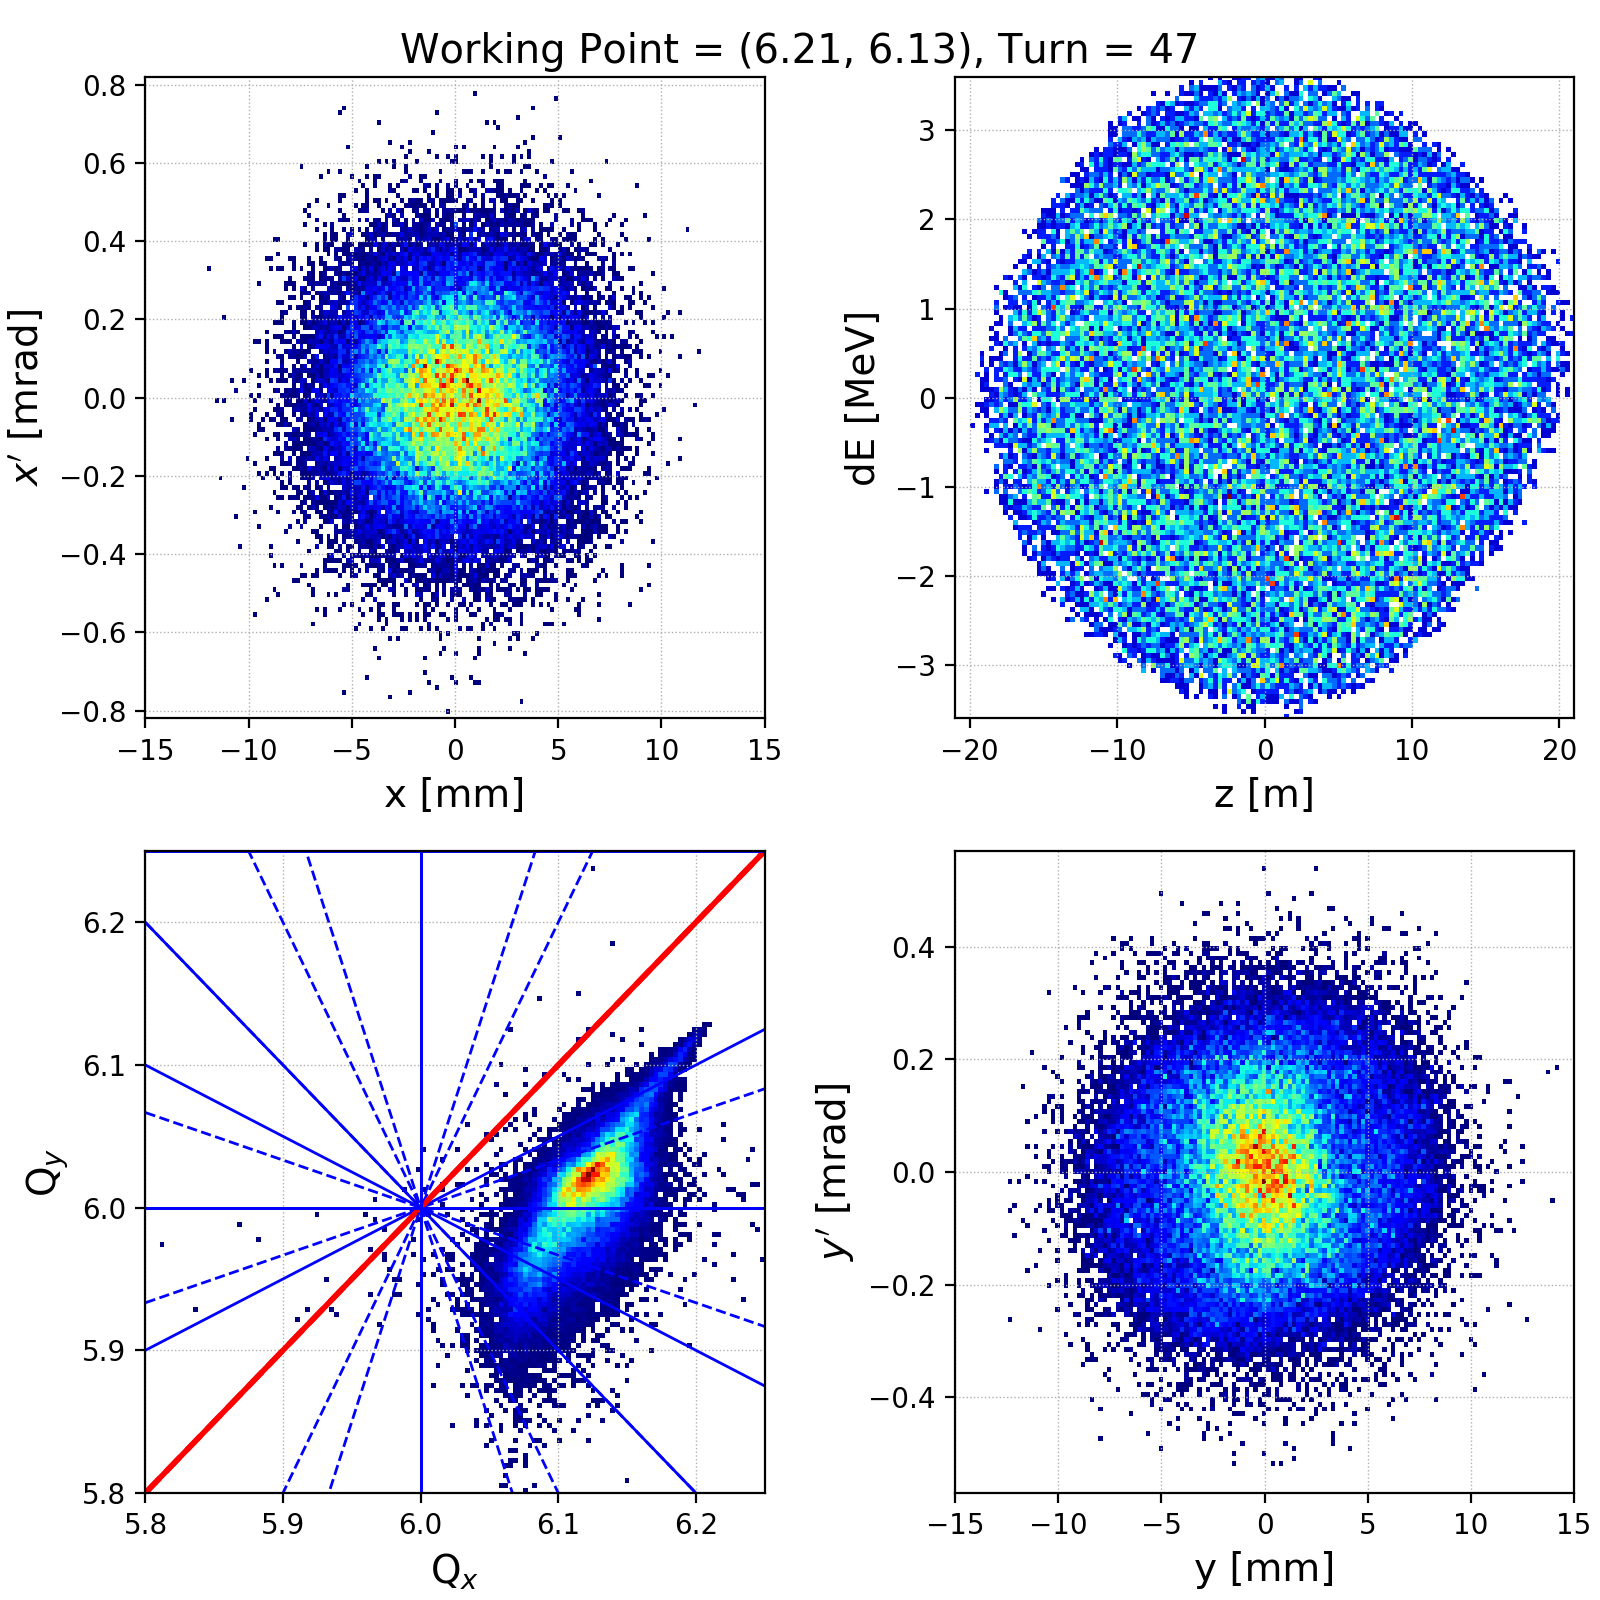 Working Point = (6.21, 6.13), Turn = 47
0.8
0.6
0.4
0.2
0.0
−0.2
−0.4
−0.6
−0.8
x′ [mrad]
−15 −10 −5 0 5 10 15
x [mm]
3
2
1
0
−1
−2
−3
dE [MeV]
−20 −10 0 10 20
z [m]
6.2
6.1
6.0
5.9
5.8
Qy
5.8 5.9 6.0 6.1 6.2
Qx
0.4
0.2
0.0
−0.2
−0.4
y′ [mrad]
−15 −10 −5 0 5 10 15
y [mm]